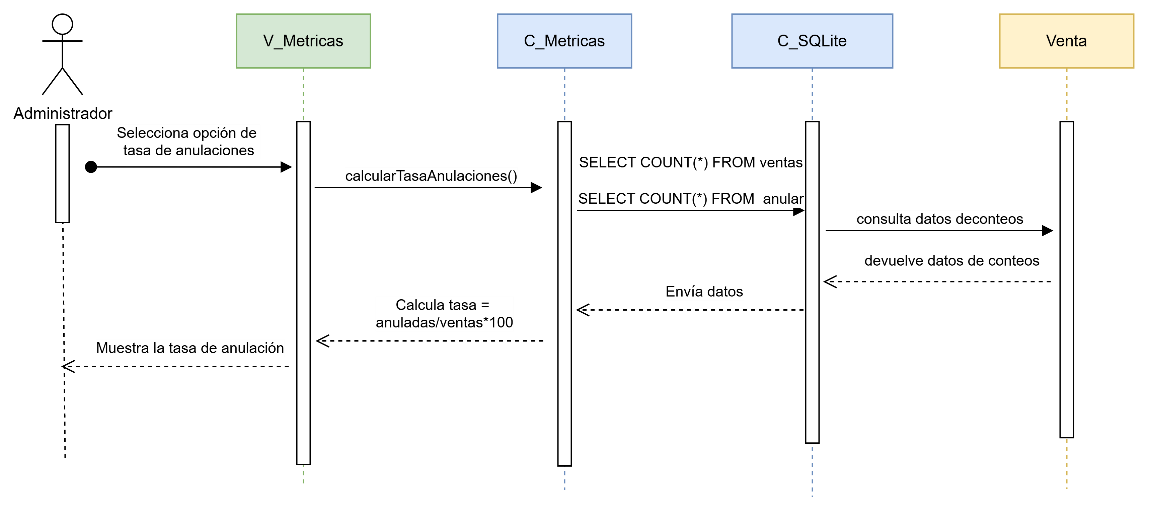 V_Metricas
C_Metricas
C_SQLite
Venta
Administrador
Selecciona opción de
tasa de anulaciones
calcularTasaAnulaciones()
SELECT COUNT(*) FROM ventas
SELECT COUNT(*) FROM anular
consulta datos deconteos
devuelve datos de conteos
Envía datos
Calcula tasa =
anuladas/ventas*100
Muestra la tasa de anulación